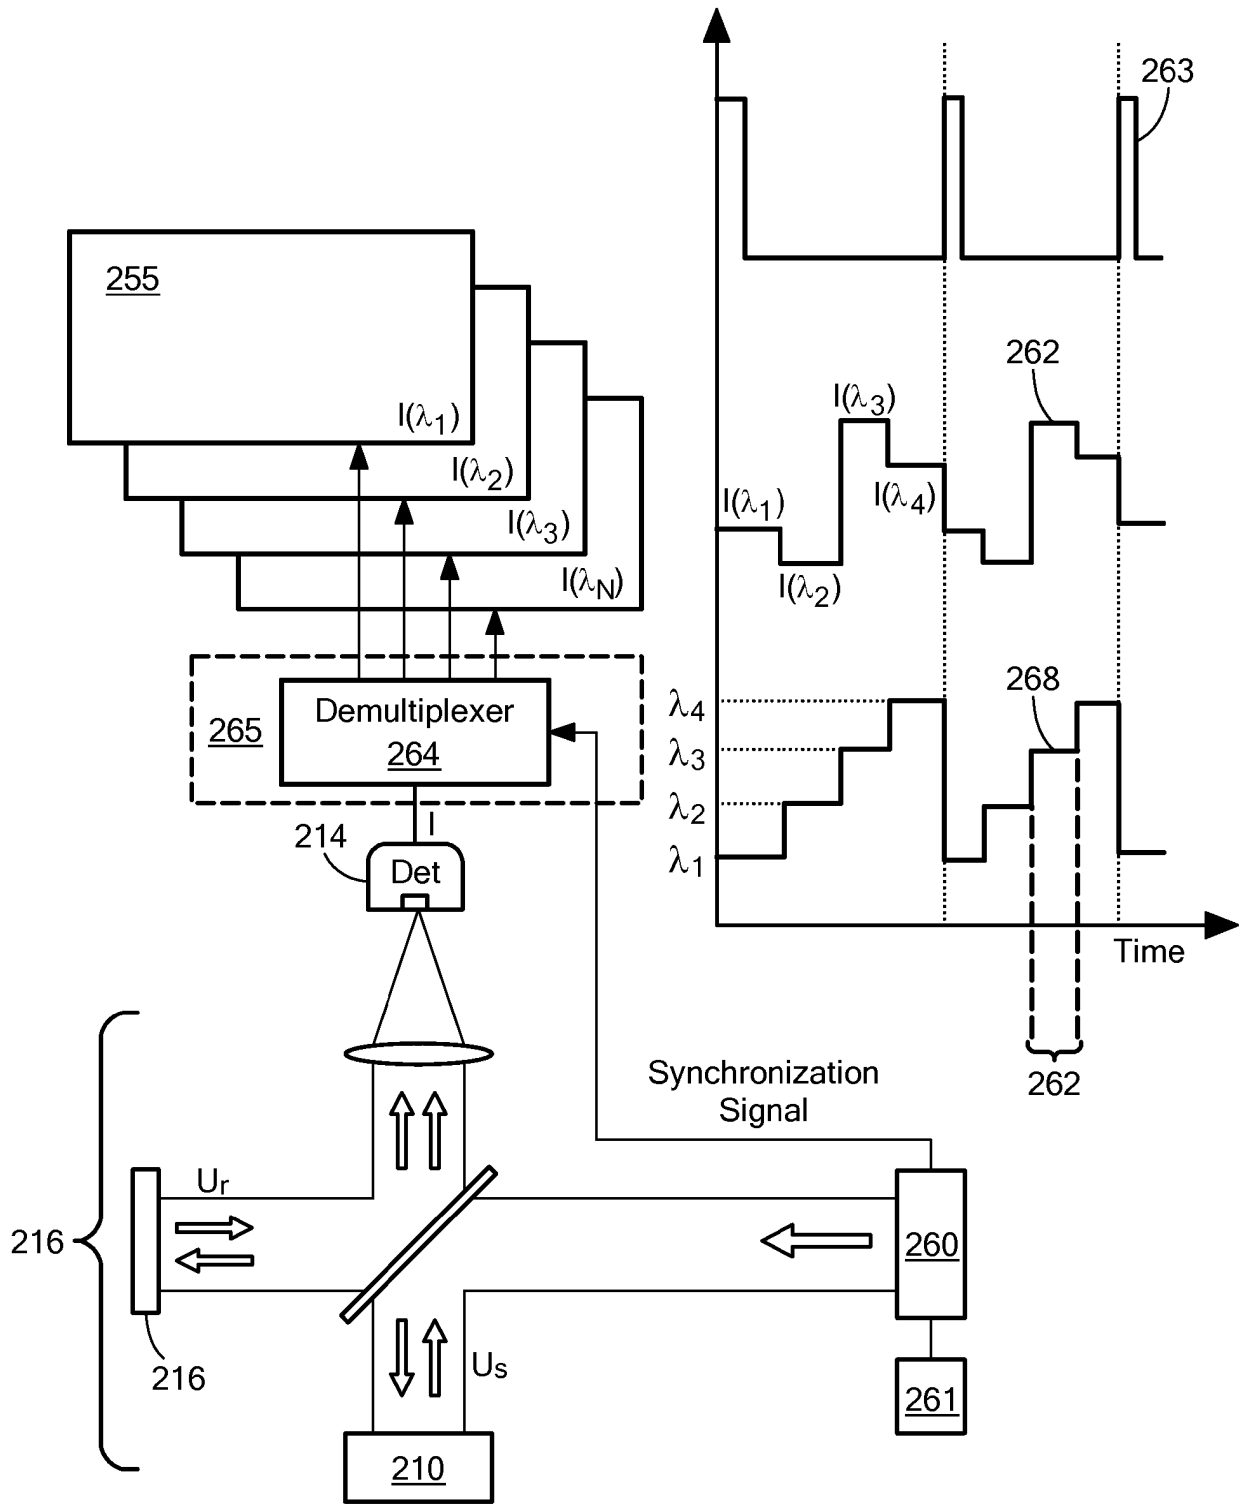 263
255
262
I(λ3)
I(λ1)
I(λ2)
I(λ4)
I(λ1)
I(λ3)
I(λN)
I(λ2)
268
λ4
Demultiplexer
265
264
λ3
λ2
I
214
λ1
Det
Time
Synchronization
Signal
262
Ur
216
260
Us
216
261
210